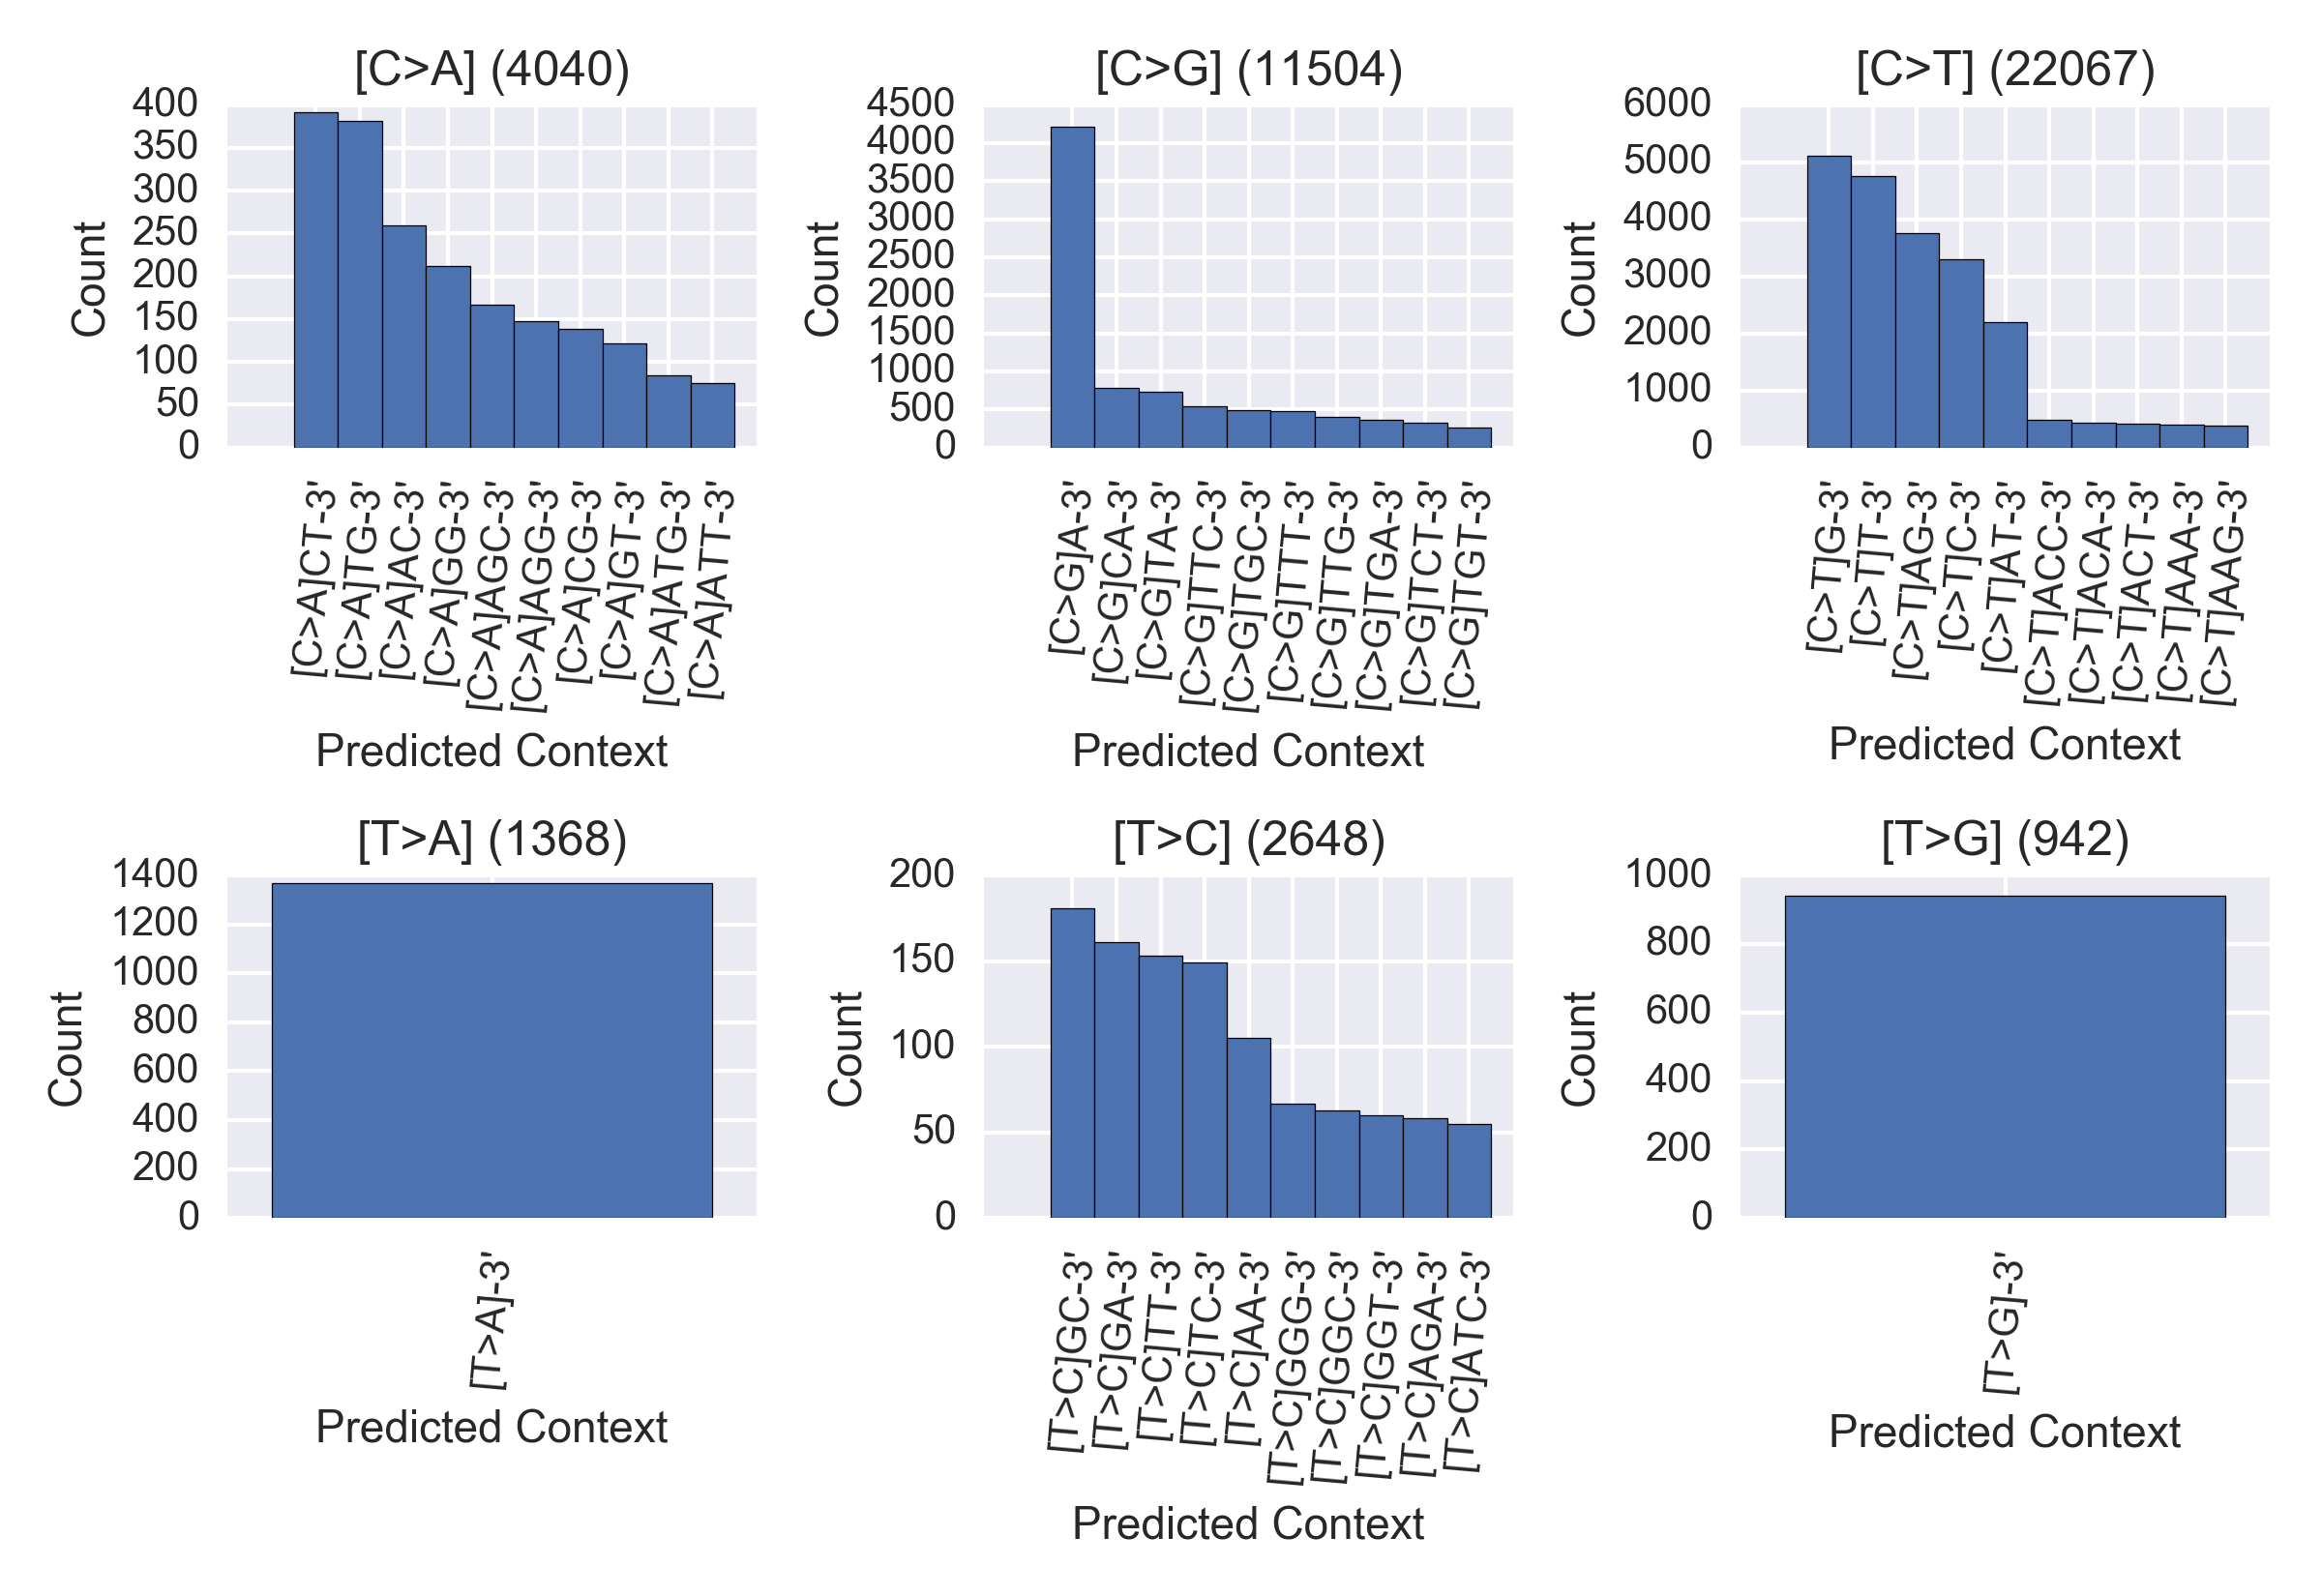 [C>A] (4040)
400
350
300
250
200
150
100
50
0
Count
[C>A]CT-3'
[C>A]TG-3'
[C>A]AC-3'
[C>A]GG-3'
[C>A]AGC-3'
[C>A]AGG-3'
[C>A]CG-3'
[C>A]GT-3'
[C>A]ATG-3'
[C>A]ATT-3'
Predicted Context
[C>G] (11504)
4500
4000
3500
3000
2500
2000
1500
1000
500
0
Count
[C>G]A-3'
[C>G]CA-3'
[C>G]TA-3'
[C>G]TTC-3'
[C>G]TGC-3'
[C>G]TTT-3'
[C>G]TTG-3'
[C>G]TGA-3'
[C>G]TCT-3'
[C>G]TGT-3'
Predicted Context
[C>T] (22067)
6000
5000
4000
3000
2000
1000
0
Count
[C>T]G-3'
[C>T]T-3'
[C>T]AG-3'
[C>T]C-3'
[C>T]AT-3'
[C>T]ACC-3'
[C>T]ACA-3'
[C>T]ACT-3'
[C>T]AAA-3'
[C>T]AAG-3'
Predicted Context
[T>A] (1368)
1400
1200
1000
800
600
400
200
0
Count
[T>A]-3'
Predicted Context
[T>C] (2648)
200
150
100
50
0
Count
[T>C]GC-3'
[T>C]GA-3'
[T>C]TT-3'
[T>C]TC-3'
[T>C]AA-3'
[T>C]GGG-3'
[T>C]GGC-3'
[T>C]GGT-3'
[T>C]AGA-3'
[T>C]ATC-3'
Predicted Context
[T>G] (942)
1000
800
600
400
200
0
Count
[T>G]-3'
Predicted Context